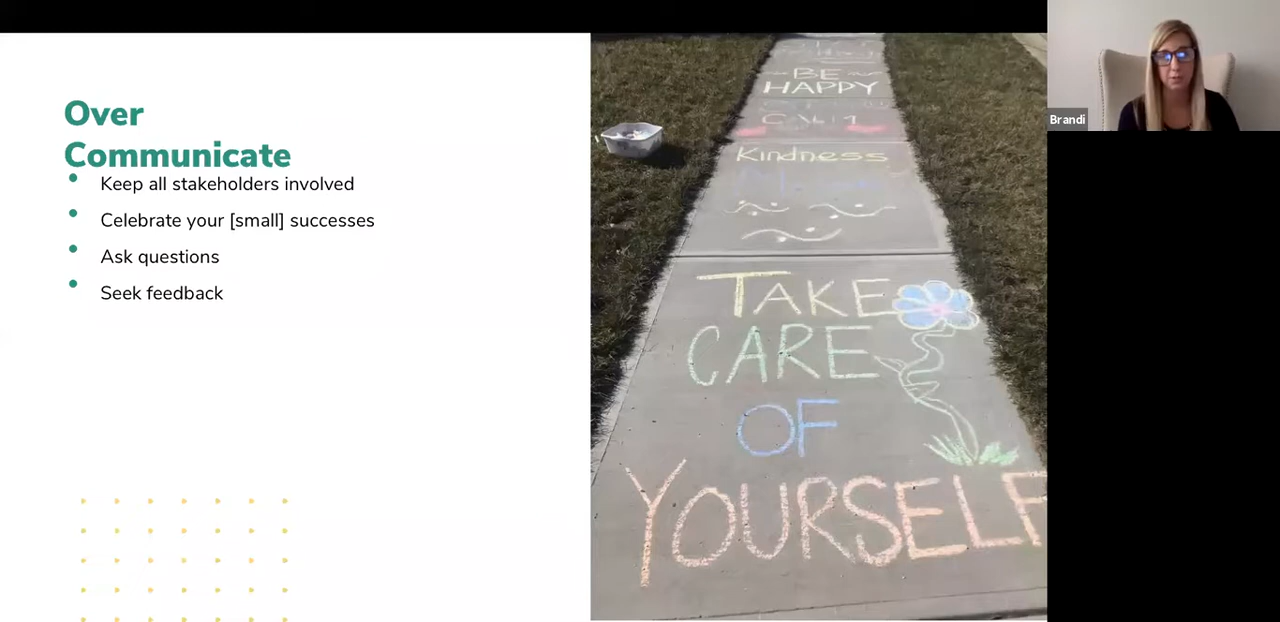 Over
Communicate
Keep all stakeholders involved
Celebrate your [small] successes
Ask questions
Seek feedback
BE
HAPPY
Kindness
TAKE
CARE
OF
YOURSELF
Brandi